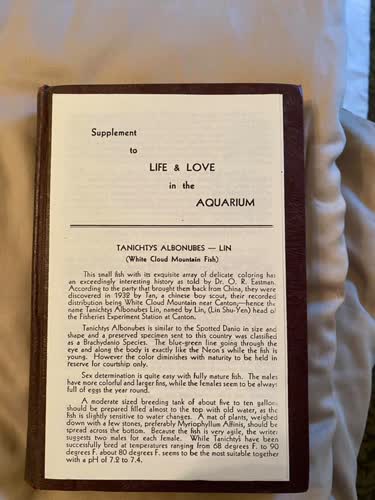 Supplement
to
LIFE & LOVE
in the
AQUARIUM
TANICHTYS ALBONUBES — LIN
(White Cloud Mountain Fish)
This small fish with its exquisite array of delicate coloring has
an exceedingly interesting history as told by Dr. O. R. Eastman.
According to the party that brought them back from China, they were
discovered in 1932 by Tan, a chinese boy scout, their recorded
distribution being White Cloud Mountain near Canton,—hence the
name Tanichtys Albonubes Lin, named by Lin, (Lin Shu-Yen) head of
the Fisheries Experiment Station at Canton.
Tanichtys Albonubes is similar to the Spotted Danio in size and
shape and a preserved specimen sent to this country was classified
as a Brachydanio Species. The blue-green line going through the
eye and along the body is exactly like the Neon's while the fish is
young. However the color diminishes with maturity to be held in
reserve for courtship only.
Sex determination is quite easy with fully mature fish. The males
have more colorful and larger fins, while the females seem to be always
full of eggs the year round.
A moderate sized breeding tank of about five to ten gallons
should be prepared filled almost to the top with old water, as the
fish is slightly sensitive to water changes. A mat of plants, weighed
down with a few stones, preferably Myriophyllum Affinis, should be
spread across the bottom. Because the fish is very agile, the writer
suggests two males for each female. While Tanichtys have been
successfully bred at temperatures ranging from 68 degrees F. to 90
degrees F. about 80 degrees F. seems to be the most suitable together
with a pH of 7.2 to 7.4.